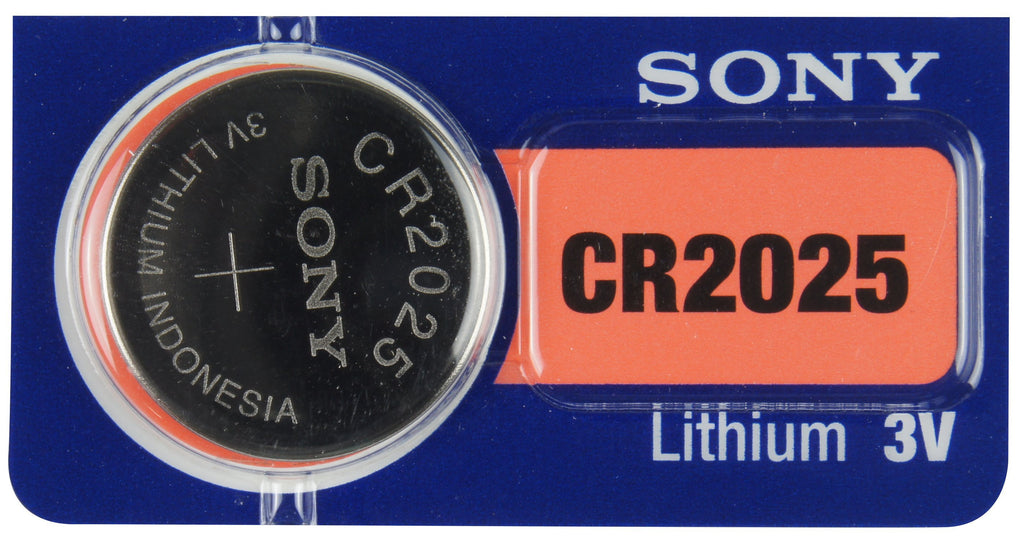 SONY
CR2025
Lithium 3V
CR2025
SONY
+
3V LITHIUM INDONESIA